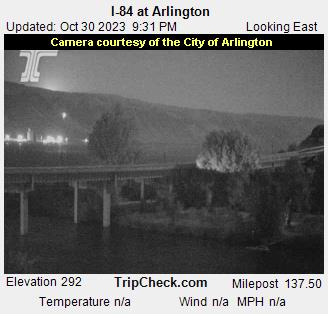 I-84 at Arlington
Updated: Oct 30 2023 9:31 PM Looking East
Camera courtesy of the City of Arlington
Elevation 292 TripCheck.com Milepost 137.50
Temperature n/a Wind n/a MPH n/a